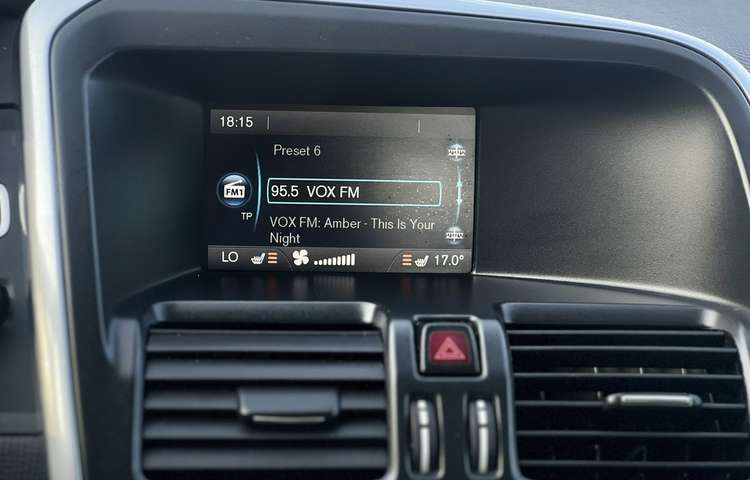 18:15
Preset 6
FM1
95.5 VOX FM
TP
VOX FM: Amber - This Is Your
Night
LO
17.0°